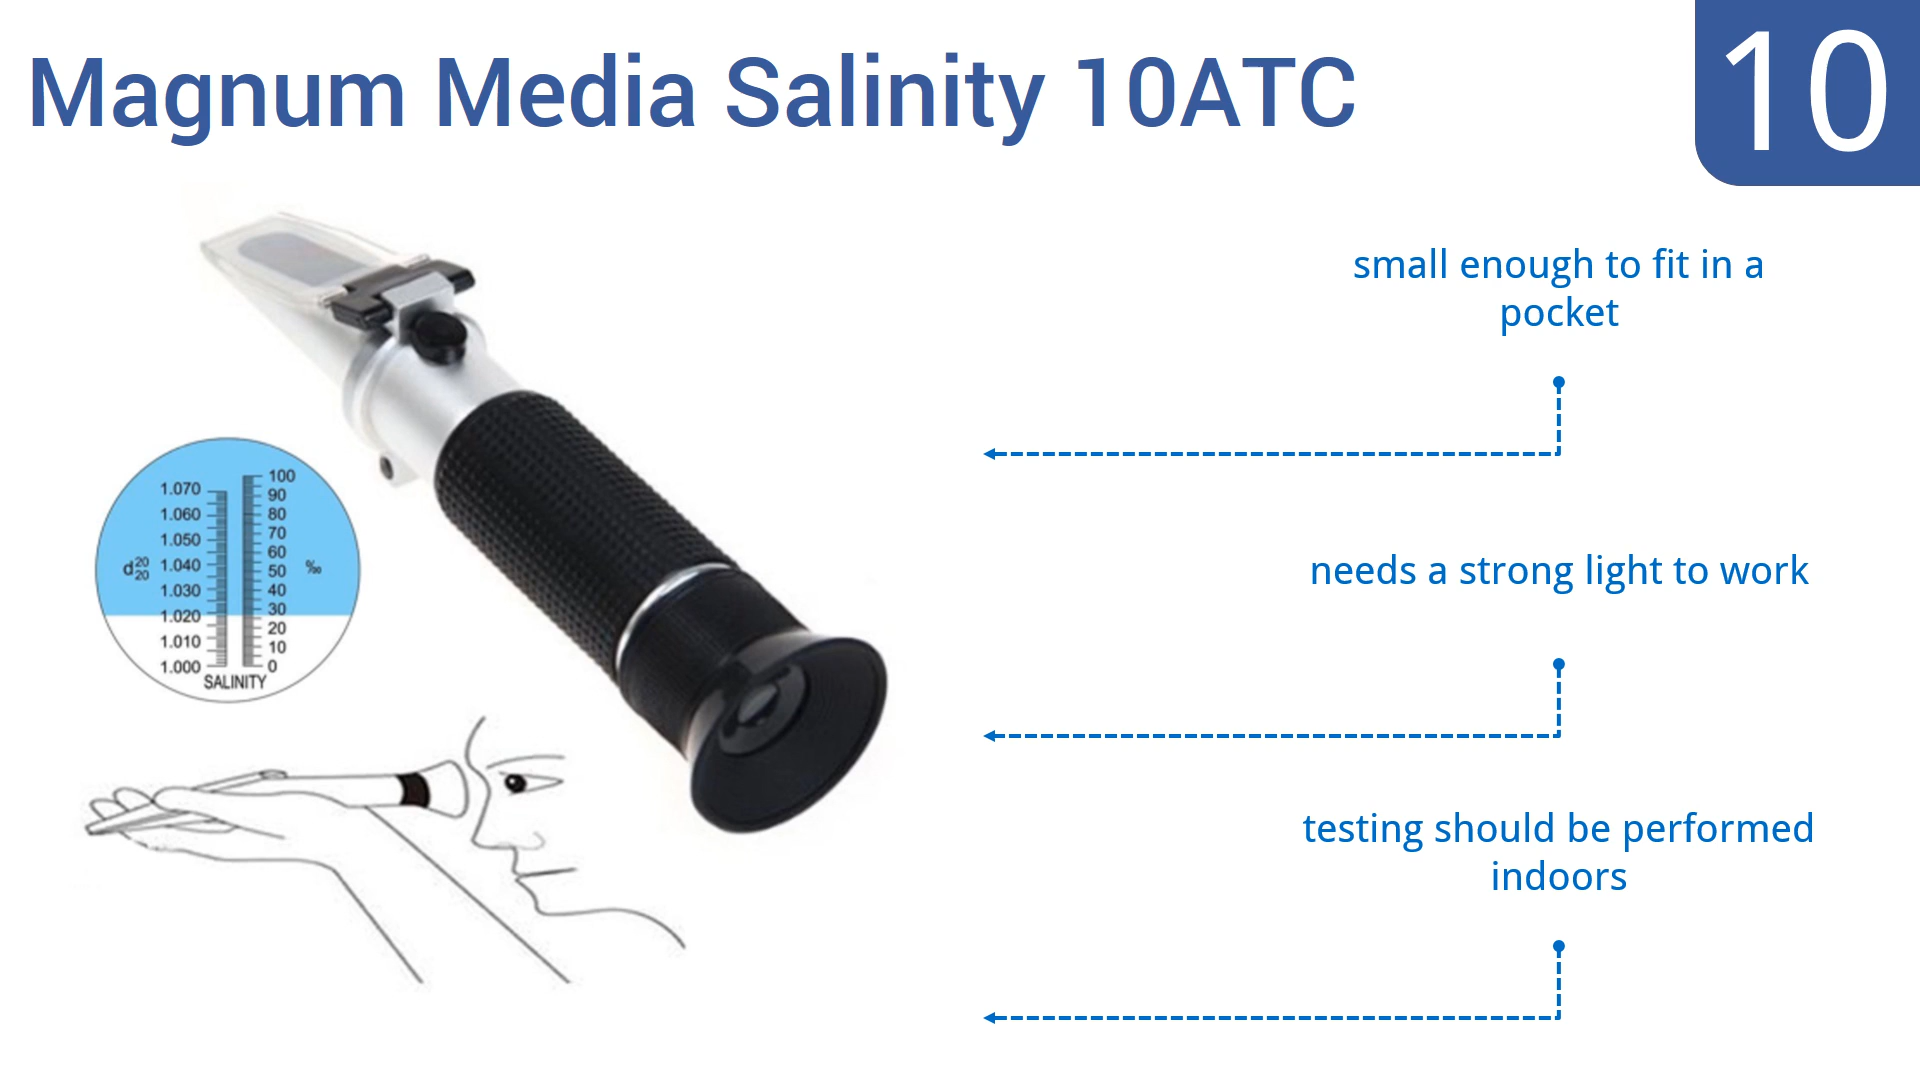 Magnum Media Salinity 10ATC
10
small enough to fit in a
pocket
needs a strong light to work
testing should be performed
indoors
100
1.070
90
1.060
80
70
1.050
60
d20/20
1.040
50
‰
1.030
40
30
1.020
20
1.010
10
1.000
0
SALINITY